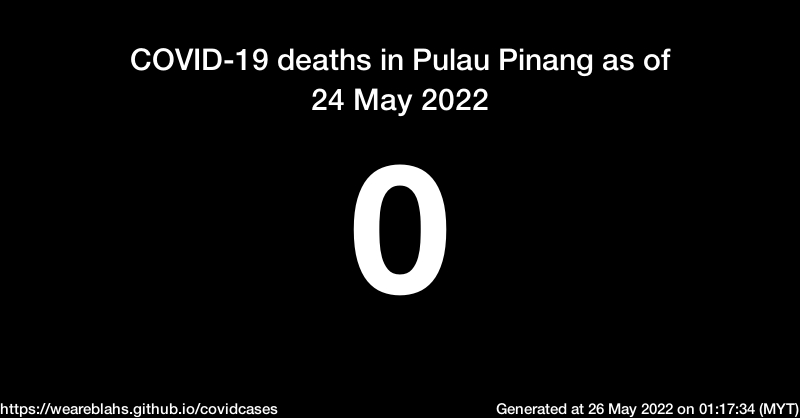 COVID-19 deaths in Pulau Pinang as of
24 May 2022
0
https://weareblahs.github.io/covidcases
Generated at 26 May 2022 on 01:17:34 (MYT)